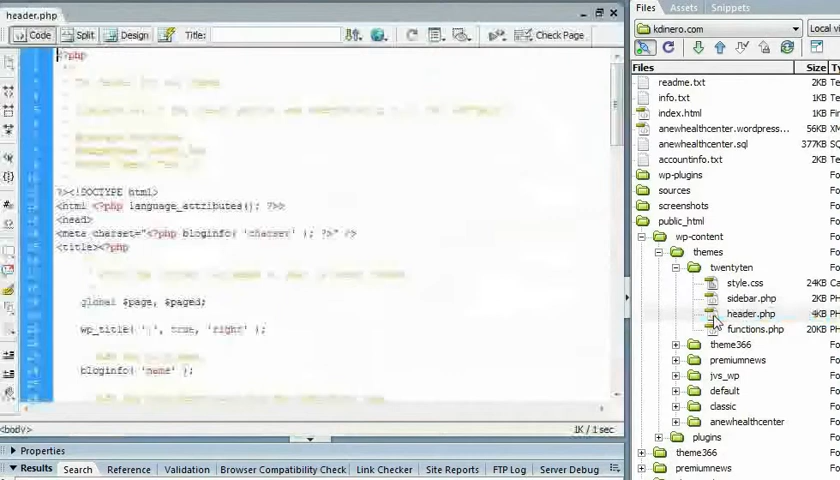 header.php
Code Split Design Title: Check Page
<?php
?><!DOCTYPE html>
<html <?php language_attributes(); ?>>
<head>
<meta charset="<?php bloginfo( 'charset' ); ?>" />
<title><?php
global $page, $paged;
wp_title( '|', true, 'right' );
bloginfo( 'name' );
<body> 1K / 1 sec
Properties
Results Search Reference Validation Browser Compatibility Check Link Checker Site Reports FTP Log Server Debug
Files Assets Snippets
kdinero.com Local vi
Files Size Ty
readme.txt 2KB Te
info.txt 1KB Te
index.html 1KB Fi
anewhealthcenter.wordpress... 56KB XM
anewhealthcenter.sql 377KB SQ
accountinfo.txt 1KB Te
wp-plugins Fo
sources Fo
screenshots Fo
public_html Fo
wp-content Fo
themes Fo
twentyten Fo
style.css 24KB Ca
sidebar.php 2KB PH
header.php 4KB PH
functions.php 20KB PH
theme366 Fo
premiumnews Fo
jvs_wp Fo
default Fo
classic Fo
anewhealthcenter Fo
plugins Fo
theme366 Fo
premiumnews Fo